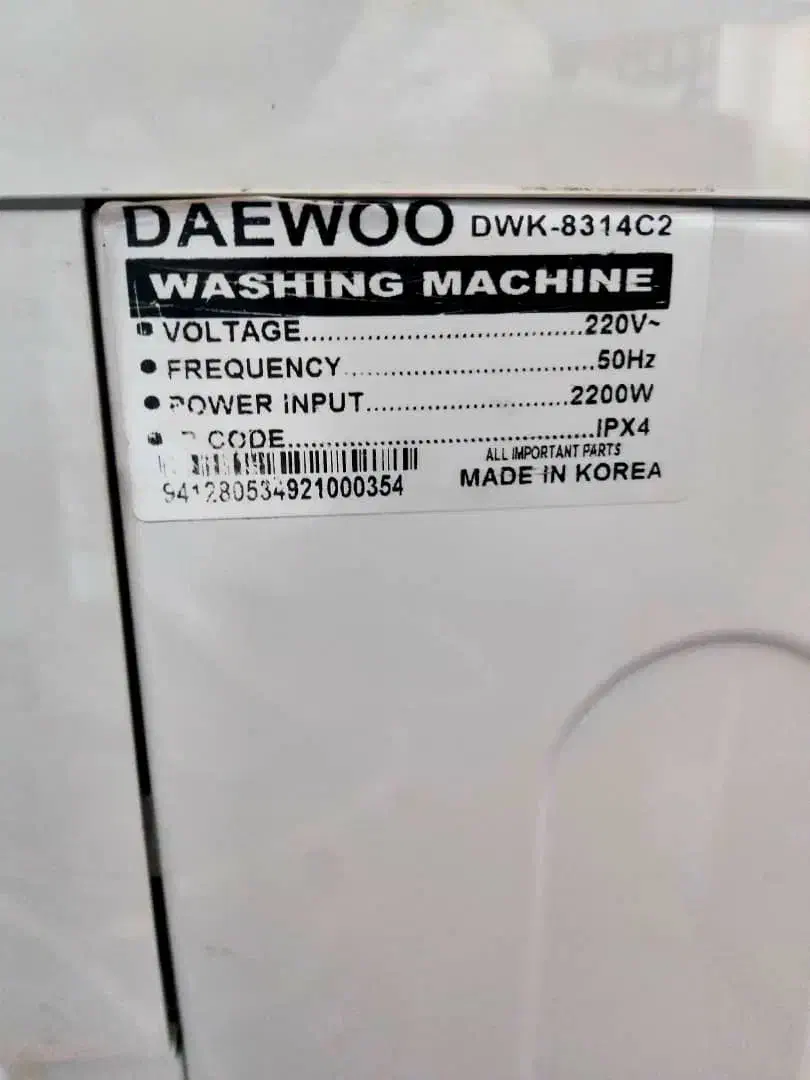 DAEWOO DWK-8314C2
WASHING MACHINE
VOLTAGE..............................220V~
FREQUENCY..........................50Hz
POWER INPUT.....................2200W
CODE..................................IPX4
ALL IMPORTANT PARTS
941280534921000354 MADE IN KOREA